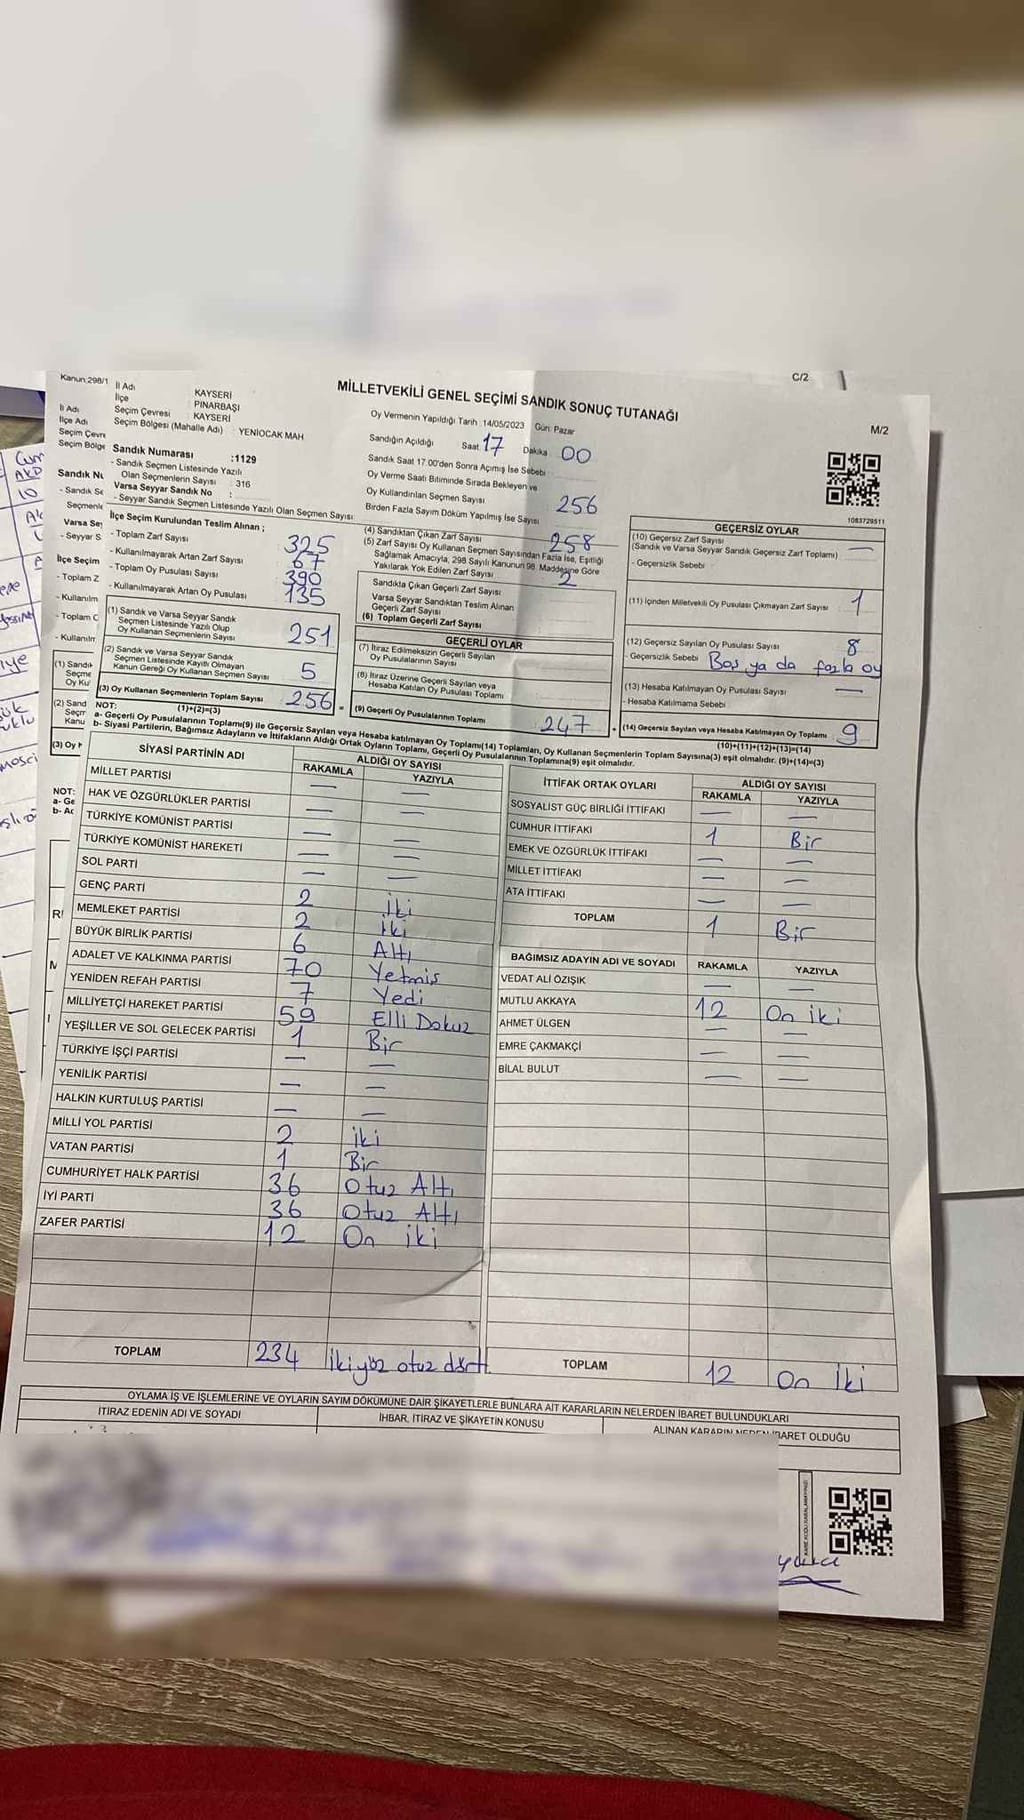 Kanun:298/1
C/2
MİLLETVEKİLİ GENEL SEÇİMİ SANDIK SONUÇ TUTANAĞI
M/2
İl Adı KAYSERİ
İlçe PINARBAŞI
Seçim Çevresi KAYSERİ
Seçim Bölgesi (Mahalle Adı) YENİOCAK MAH
Sandık Numarası :1129
- Sandık Seçmen Listesinde Yazılı
Olan Seçmenlerin Sayısı : 316
Varsa Seyyar Sandık No :
- Seyyar Sandık Seçmen Listesinde Yazılı Olan Seçmen Sayısı:
Oy Vermenin Yapıldığı Tarih :14/05/2023 Gün: Pazar
Sandığın Açıldığı Saat 17 Dakika 00
Sandık Saat 17.00'den Sonra Açımış İse Sebebi
Oy Verme Saati Bitiminde Sırada Bekleyen ve
Oy Kullandırılan Seçmen Sayısı 256
Birden Fazla Sayım Döküm Yapılmış İse Sayısı
İlçe Seçim Kurulundan Teslim Alınan ;
- Toplam Zarf Sayısı 325
- Kullanılmayarak Artan Zarf Sayısı 67
- Toplam Oy Pusulası Sayısı 390
- Kullanılmayarak Artan Oy Pusulası 135
(1) Sandık ve Varsa Seyyar Sandık
Seçmen Listesinde Yazılı Olup
Oy Kullanan Seçmenlerin Sayısı 251
(2) Sandık ve Varsa Seyyar Sandık
Seçmen Listesinde Kayıtlı Olmayan
Kanun Gereği Oy Kullanan Seçmen Sayısı 5
(3) Oy Kullanan Seçmenlerin Toplam Sayısı 256
(1)+(2)=(3)
(4) Sandıktan Çıkan Zarf Sayısı 258
(5) Zarf Sayısı Oy Kullanan Seçmen Sayısından Fazla İse, Eşitliği
Sağlamak Amacıyla, 298 Sayılı Kanunun 98. Maddesine Göre
Yakılarak Yok Edilen Zarf Sayısı 2
Sandıkta Çıkan Geçerli Zarf Sayısı
Varsa Seyyar Sandıktan Teslim Alınan
Geçerli Zarf Sayısı
(6) Toplam Geçerli Zarf Sayısı
GEÇERLİ OYLAR
(7) İtiraz Edilmeksizin Geçerli Sayılan
Oy Pusulalarının Sayısı
(8) İtiraz Üzerine Geçerli Sayılan veya
Hesaba Katılan Oy Pusulaları Toplamı
(9) Geçerli Oy Pusulalarının Toplamı 247
1083729511
GEÇERSİZ OYLAR
(10) Geçersiz Zarf Sayısı
(Sandık ve Varsa Seyyar Sandık Geçersiz Zarf Toplamı) —
- Geçersizlik Sebebi
(11) İçinden Milletvekili Oy Pusulası Çıkmayan Zarf Sayısı 1
(12) Geçersiz Sayılan Oy Pusulası Sayısı 8
- Geçersizlik Sebebi Boş ya da fazla oy
(13) Hesaba Katılmayan Oy Pusulası Sayısı —
- Hesaba Katılmama Sebebi
(14) Geçersiz Sayılan veya Hesaba Katılmayan Oy Toplamı 9
(10)+(11)+(12)+(13)=(14)
NOT:
a- Geçerli Oy Pusulalarının Toplamı(9) ile Geçersiz Sayılan veya Hesaba katılmayan Oy Toplamı(14) Toplamları, Oy Kullanan Seçmenlerin Toplam Sayısına(3) eşit olmalıdır. (9)+(14)=(3)
b- Siyasi Partilerin, Bağımsız Adayların ve İttifakların Aldığı Ortak Oyların Toplamı, Geçerli Oy Pusulalarının Toplamına(9) eşit olmalıdır.
SİYASİ PARTİNİN ADI ALDIĞI OY SAYISI
RAKAMLA YAZIYLA
MİLLET PARTİSİ — —
HAK VE ÖZGÜRLÜKLER PARTİSİ — —
TÜRKİYE KOMÜNİST PARTİSİ — —
TÜRKİYE KOMÜNİST HAREKETİ — —
SOL PARTİ — —
GENÇ PARTİ 2 İki
MEMLEKET PARTİSİ 2 İki
BÜYÜK BİRLİK PARTİSİ 6 Altı
ADALET VE KALKINMA PARTİSİ 70 Yetmiş
YENİDEN REFAH PARTİSİ 7 Yedi
MİLLİYETÇİ HAREKET PARTİSİ 59 Elli Dokuz
YEŞİLLER VE SOL GELECEK PARTİSİ 1 Bir
TÜRKİYE İŞÇİ PARTİSİ — —
YENİLİK PARTİSİ — —
HALKIN KURTULUŞ PARTİSİ — —
MİLLİ YOL PARTİSİ 2 iki
VATAN PARTİSİ 1 Bir
CUMHURİYET HALK PARTİSİ 36 Otuz Altı
İYİ PARTİ 36 Otuz Altı
ZAFER PARTİSİ 12 On iki
TOPLAM 234 İkiyüz otuz dört
İTTİFAK ORTAK OYLARI ALDIĞI OY SAYISI
RAKAMLA YAZIYLA
SOSYALIST GÜÇ BİRLİĞİ İTTİFAKI — —
CUMHUR İTTİFAKI 1 Bir
EMEK VE ÖZGÜRLÜK İTTİFAKI — —
MİLLET İTTİFAKI — —
ATA İTTİFAKI — —
TOPLAM 1 Bir
BAĞIMSIZ ADAYIN ADI VE SOYADI RAKAMLA YAZIYLA
VEDAT ALİ ÖZIŞIK — —
MUTLU AKKAYA 12 On iki
AHMET ÜLGEN — —
EMRE ÇAKMAKÇİ — —
BİLAL BULUT — —
TOPLAM 12 On İki
OYLAMA İŞ VE İŞLEMLERİNE VE OYLARIN SAYIM DÖKÜMÜNE DAİR ŞİKAYETLERLE BUNLARA AİT KARARLARIN NELERDEN İBARET BULUNDUKLARI
İTİRAZ EDENİN ADI VE SOYADI İHBAR, İTİRAZ VE ŞİKAYETİN KONUSU ALINAN KARARIN NEDEN İBARET OLDUĞU